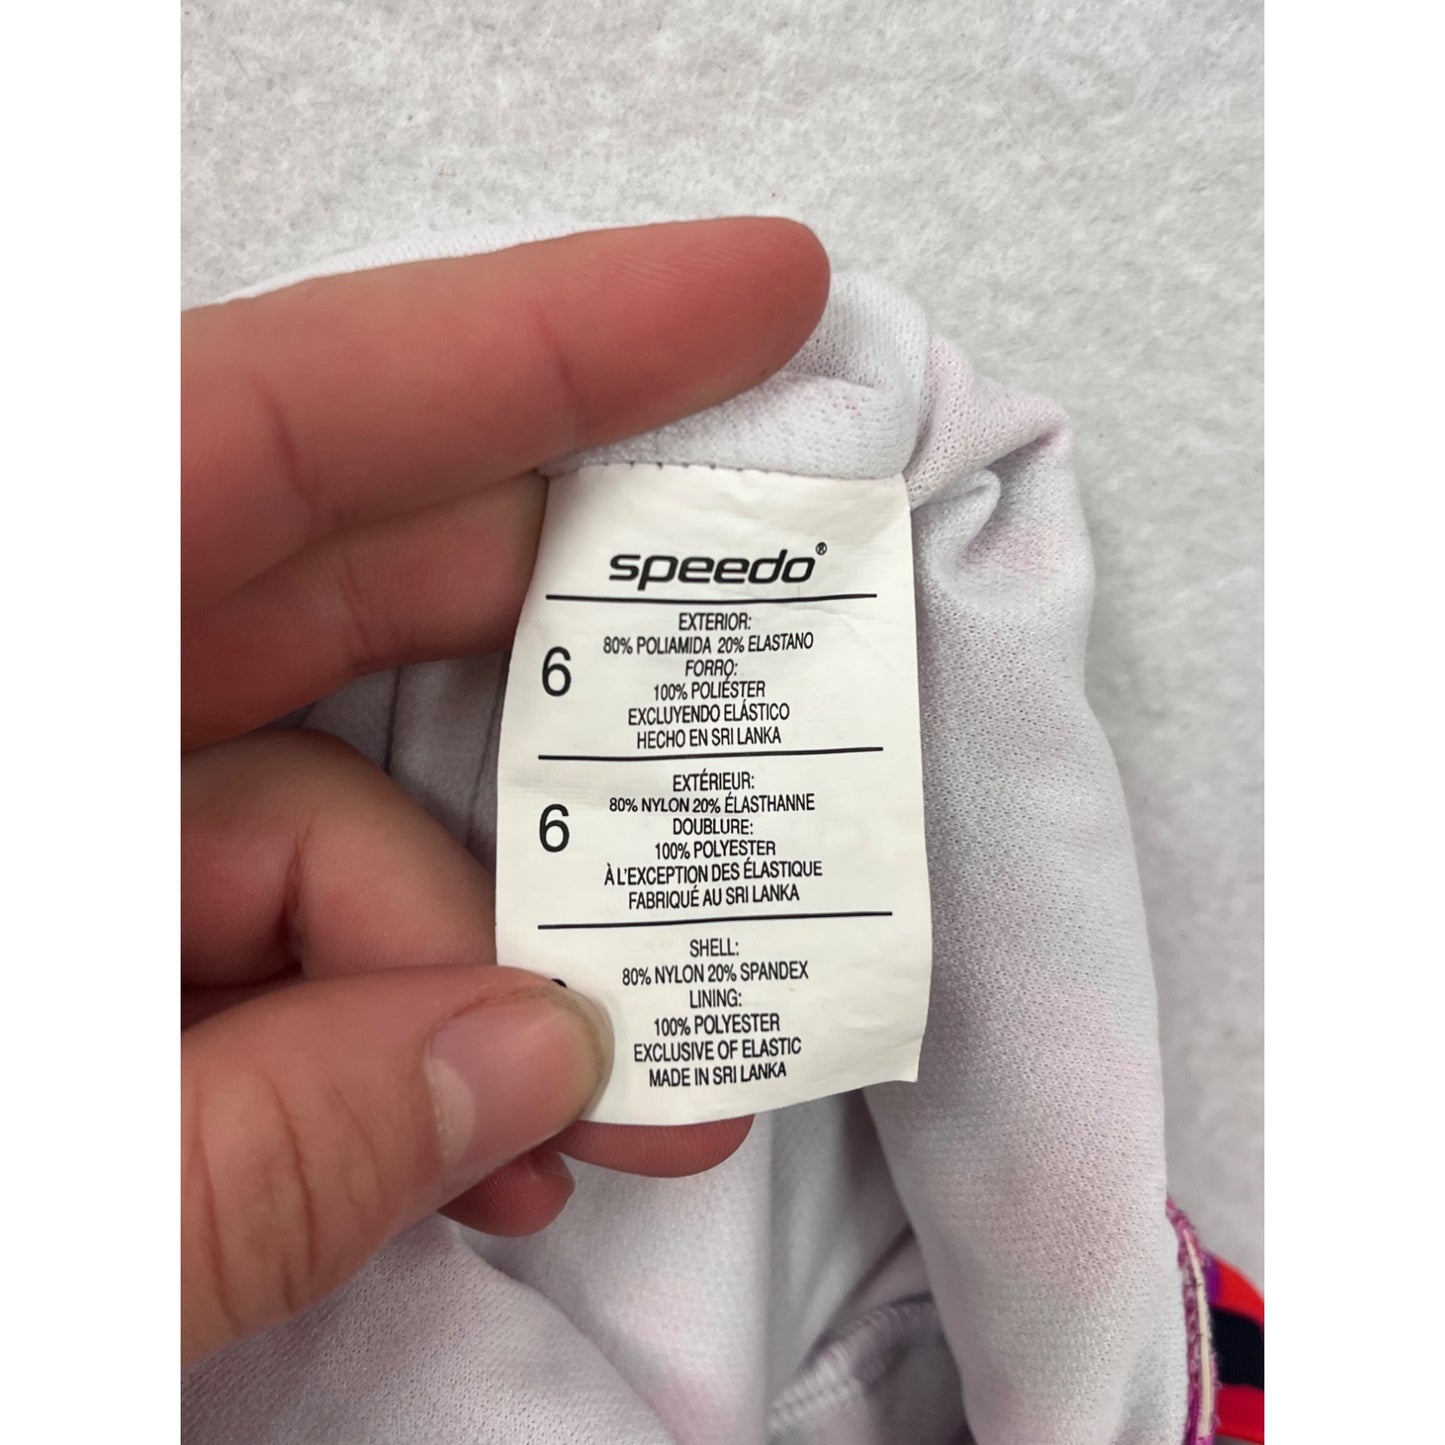 speedo®
6
EXTERIOR:
80% POLIAMIDA 20% ELASTANO
FORRO:
100% POLIÉSTER
EXCLUYENDO ELÁSTICO
HECHO EN SRI LANKA
6
EXTÉRIEUR:
80% NYLON 20% ÉLASTHANNE
DOUBLURE:
100% POLYESTER
À L'EXCEPTION DES ÉLASTIQUE
FABRIQUÉ AU SRI LANKA
SHELL:
80% NYLON 20% SPANDEX
LINING:
100% POLYESTER
EXCLUSIVE OF ELASTIC
MADE IN SRI LANKA